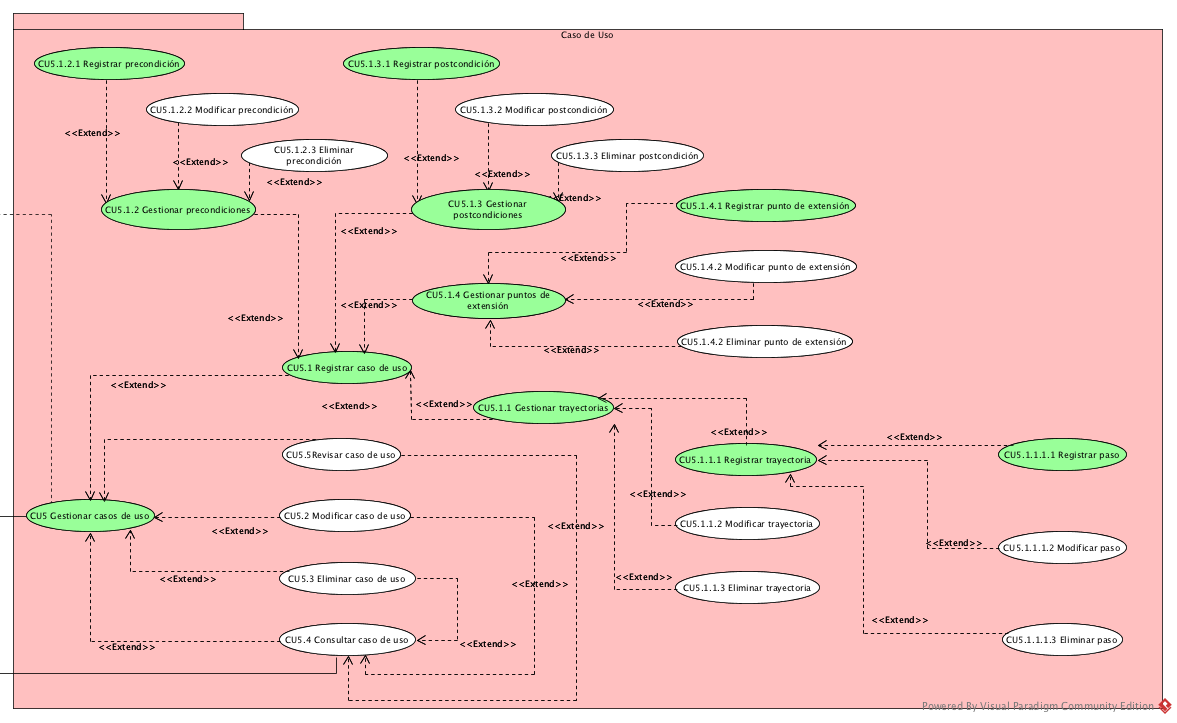 Caso de Uso
CU5.1.2.1 Registrar precondición
CU5.1.3.1 Registrar postcondición
CU5.1.2.2 Modificar precondición
CU5.1.3.2 Modificar postcondición
<<Extend>>
CU5.1.2.3 Eliminar
precondición
CU5.1.3.3 Eliminar postcondición
<<Extend>>
<<Extend>>
<<Extend>>
<<Extend>>
<<Extend>>
CU5.1.2 Gestionar precondiciones
CU5.1.3 Gestionar
postcondiciones
CU5.1.4.1 Registrar punto de extensión
<<Extend>>
<<Extend>>
CU5.1.4.2 Modificar punto de extensión
CU5.1.4 Gestionar puntos de
extensión
<<Extend>>
<<Extend>>
<<Extend>>
CU5.1.4.2 Eliminar punto de extensión
<<Extend>>
CU5.1 Registrar caso de uso
<<Extend>>
<<Extend>>
<<Extend>>
CU5.1.1 Gestionar trayectorias
<<Extend>>
<<Extend>>
CU5.5Revisar caso de uso
CU5.1.1.1 Registrar trayectoria
CU5.1.1.1.1 Registrar paso
<<Extend>>
CU5 Gestionar casos de uso
CU5.2 Modificar caso de uso
CU5.1.1.2 Modificar trayectoria
<<Extend>>
<<Extend>>
<<Extend>>
CU5.1.1.1.2 Modificar paso
<<Extend>>
CU5.3 Eliminar caso de uso
<<Extend>>
<<Extend>>
CU5.1.1.3 Eliminar trayectoria
<<Extend>>
CU5.4 Consultar caso de uso
CU5.1.1.1.3 Eliminar paso
<<Extend>>
<<Extend>>
Powered By Visual Paradigm Community Edition